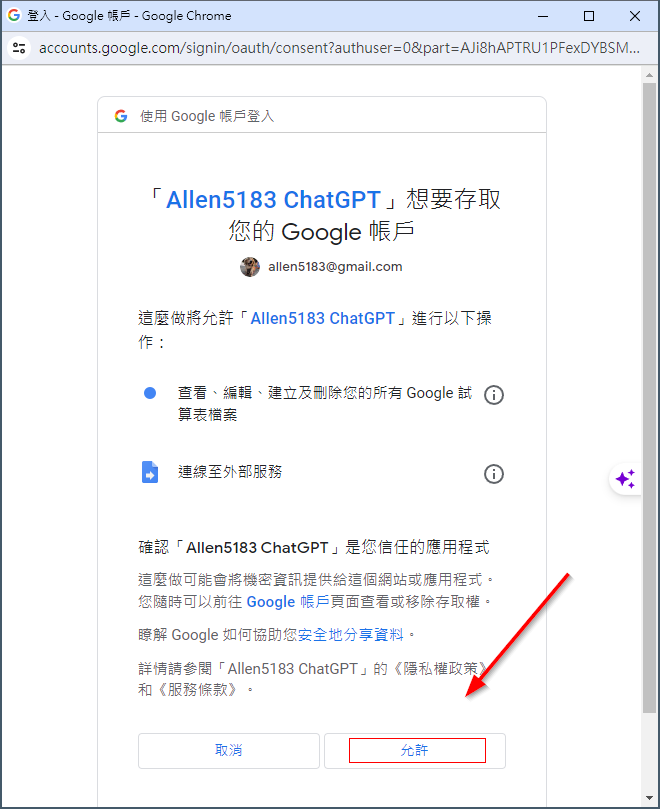 登入 - Google 帳戶 - Google Chrome
accounts.google.com/signin/oauth/consent?authuser=0&part=AJi8hAPTRU1PFexDYBSM...
使用 Google 帳戶登入
「Allen5183 ChatGPT」想要存取
您的 Google 帳戶
allen5183@gmail.com
這麼做將允許「Allen5183 ChatGPT」進行以下操
作：
查看、編輯、建立及刪除您的所有 Google 試
算表檔案
連線至外部服務
確認「Allen5183 ChatGPT」是您信任的應用程式
這麼做可能會將機密資訊提供給這個網站或應用程式。
您隨時可以前往 Google 帳戶頁面查看或移除存取權。
瞭解 Google 如何協助您安全地分享資料。
詳情請參閱「Allen5183 ChatGPT」的《隱私權政策》
和《服務條款》。
取消
允許